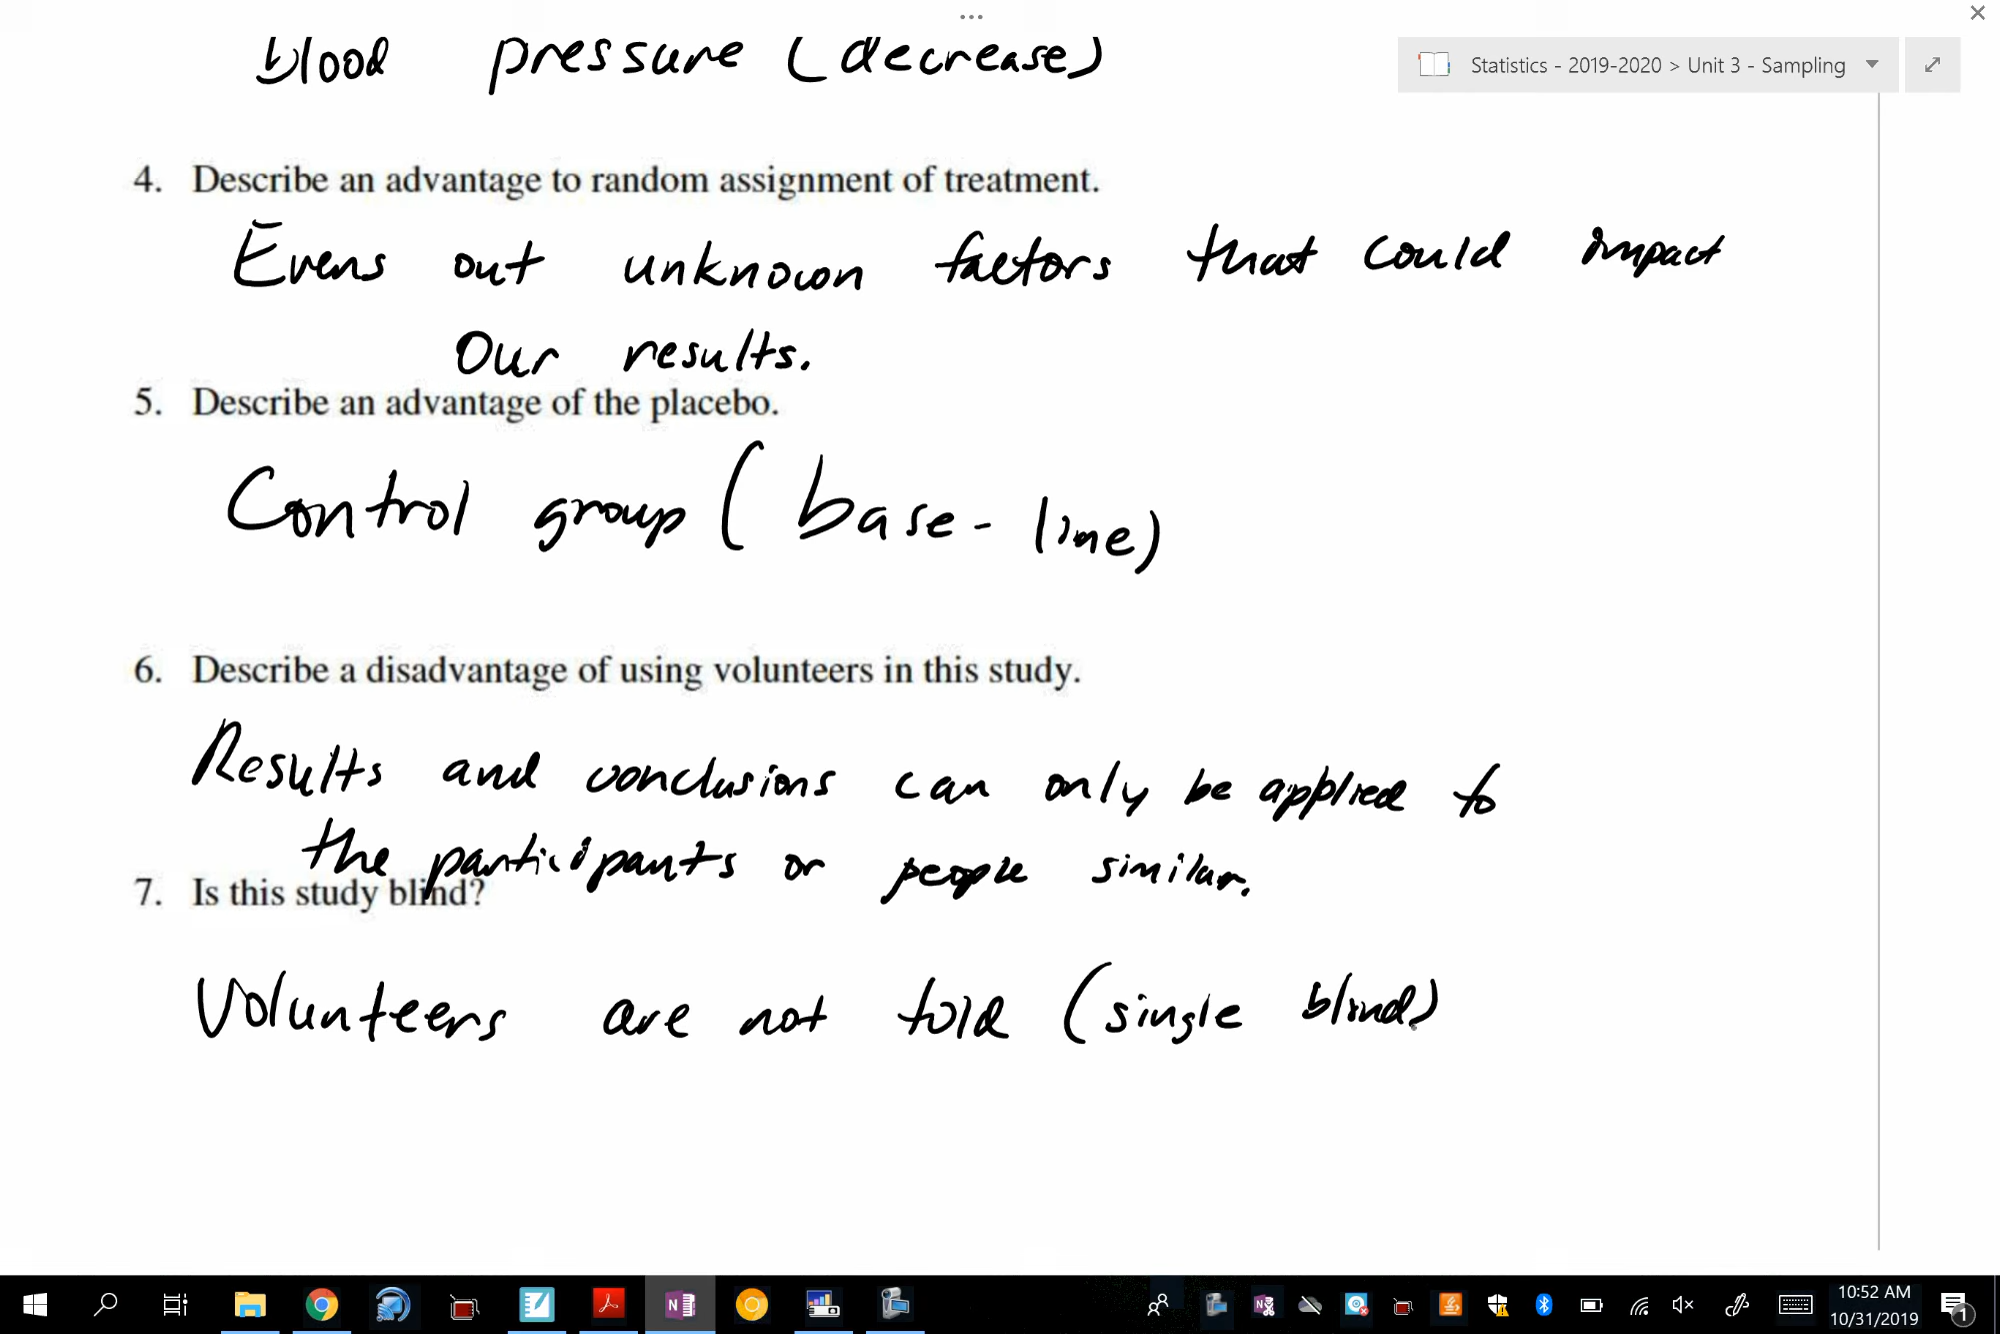 blood pressure (decrease)
Statistics - 2019-2020 > Unit 3 - Sampling
4. Describe an advantage to random assignment of treatment.
Evens out unknown factors that could impact
Our results.
5. Describe an advantage of the placebo.
Control group (base-line)
6. Describe a disadvantage of using volunteers in this study.
Results and conclusions can only be applied to
the participants or people similar.
7. Is this study blind?
Volunteers are not told (single blind)
10:52 AM
10/31/2019
1